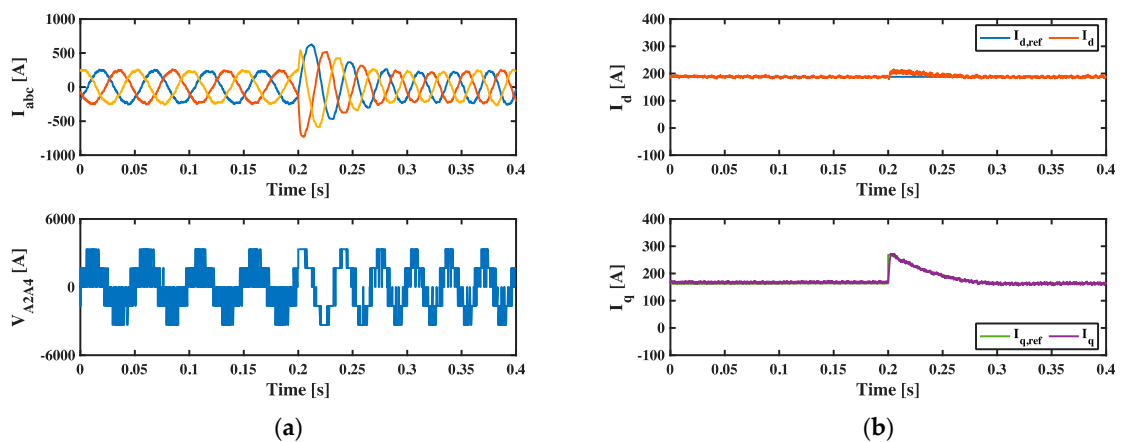 1000
500
0
-500
-1000
I_abc [A]
0 0.05 0.1 0.15 0.2 0.25 0.3 0.35 0.4
Time [s]
6000
0
-6000
V_A2A4 [A]
0 0.05 0.1 0.15 0.2 0.25 0.3 0.35 0.4
Time [s]
(a)
400
300
200
100
0
-100
I_d [A]
I_d,ref I_d
0 0.05 0.1 0.15 0.2 0.25 0.3 0.35 0.4
Time [s]
400
300
200
100
0
-100
I_q [A]
I_q,ref I_q
0 0.05 0.1 0.15 0.2 0.25 0.3 0.35 0.4
Time [s]
(b)